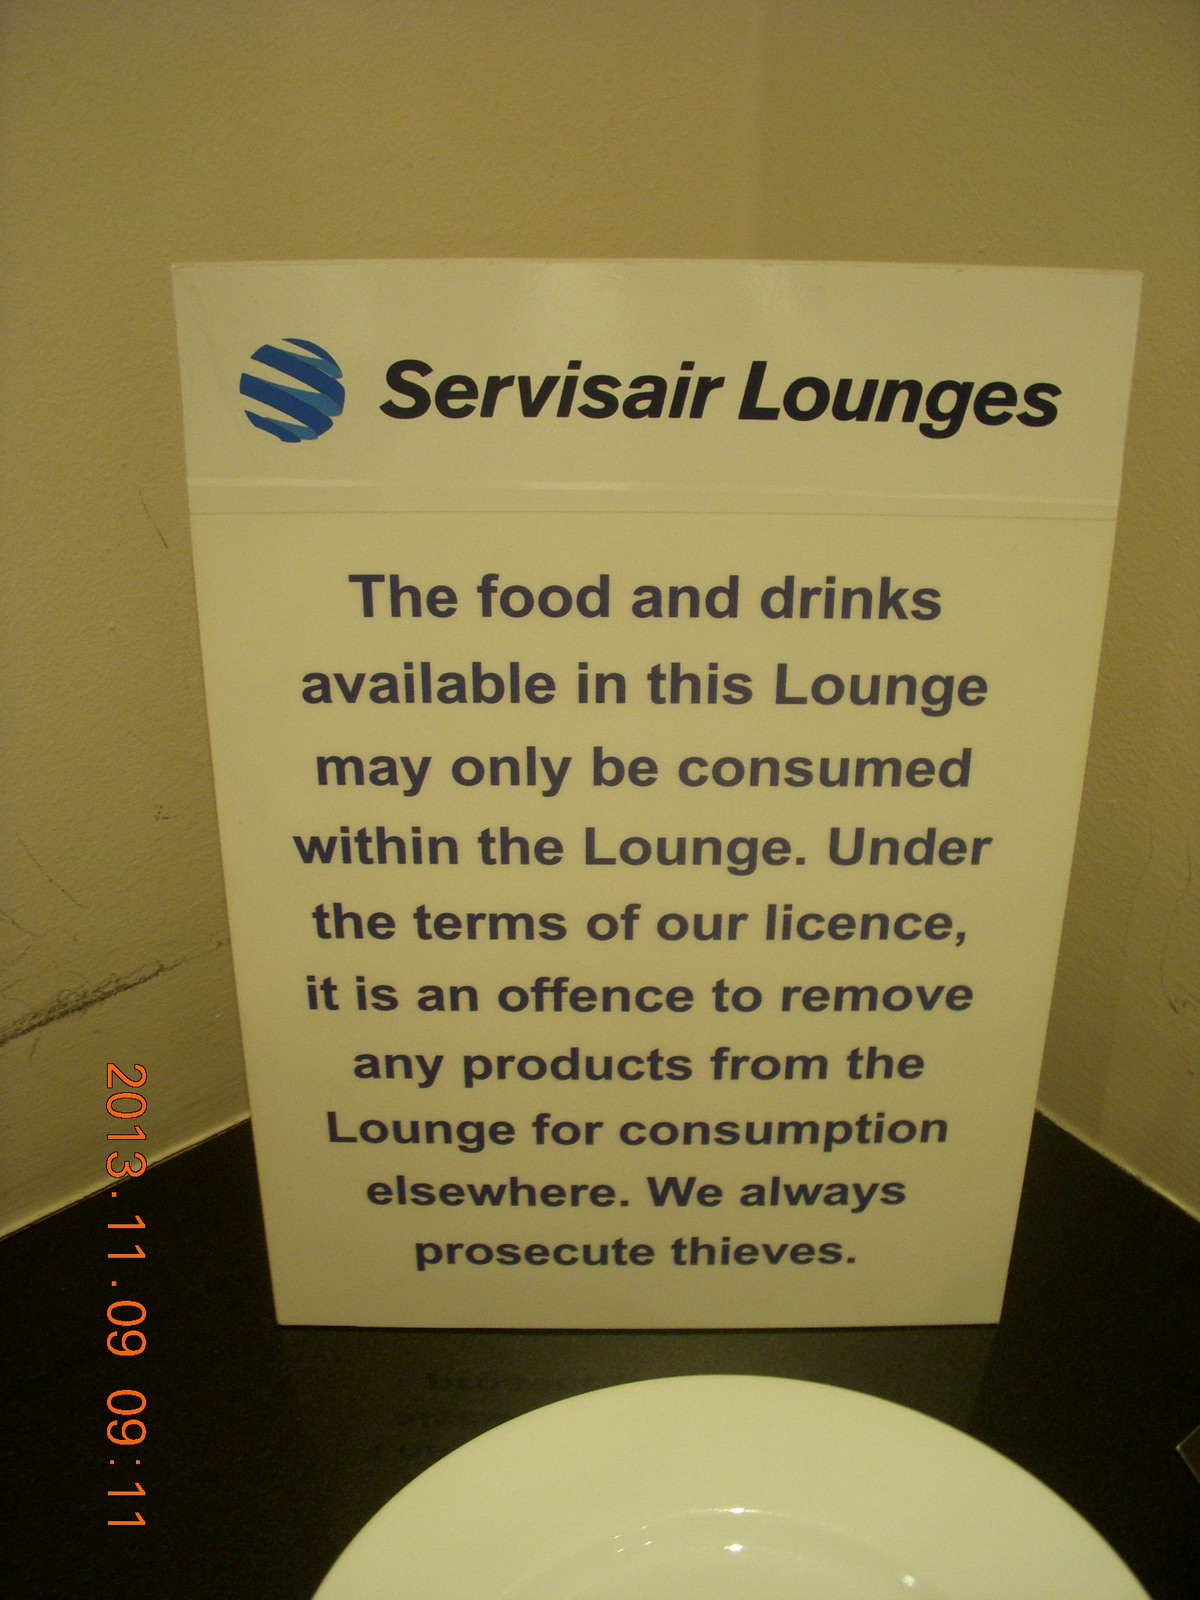 Servisair Lounges
The food and drinks
available in this Lounge
may only be consumed
within the Lounge. Under
the terms of our licence,
it is an offence to remove
any products from the
Lounge for consumption
elsewhere. We always
prosecute thieves.
2013. 11. 09 09:11